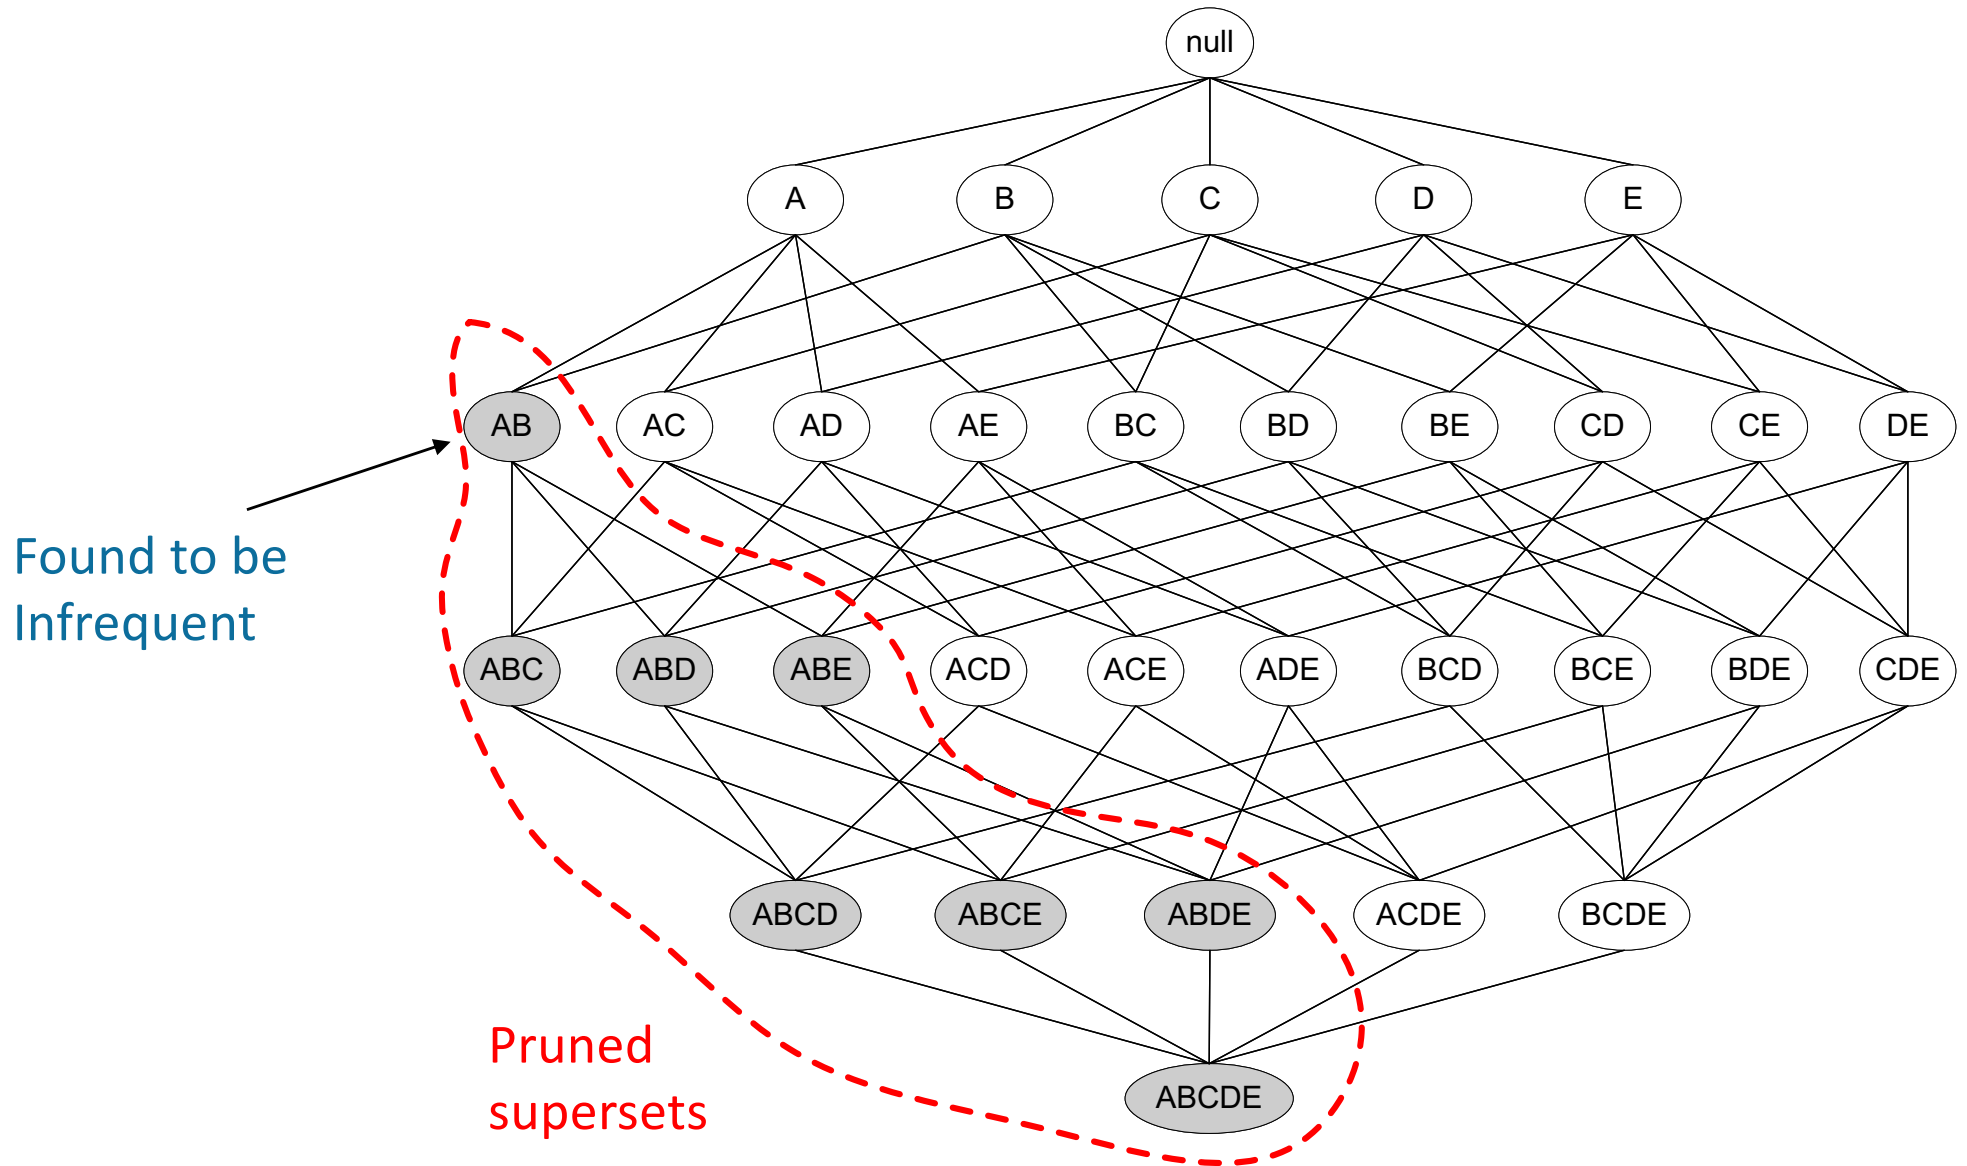 null
A B C D E
AB AC AD AE BC BD BE CD CE DE
Found to be
Infrequent
ABC ABD ABE ACD ACE ADE BCD BCE BDE CDE
ABCD ABCE ABDE ACDE BCDE
Pruned
supersets
ABCDE